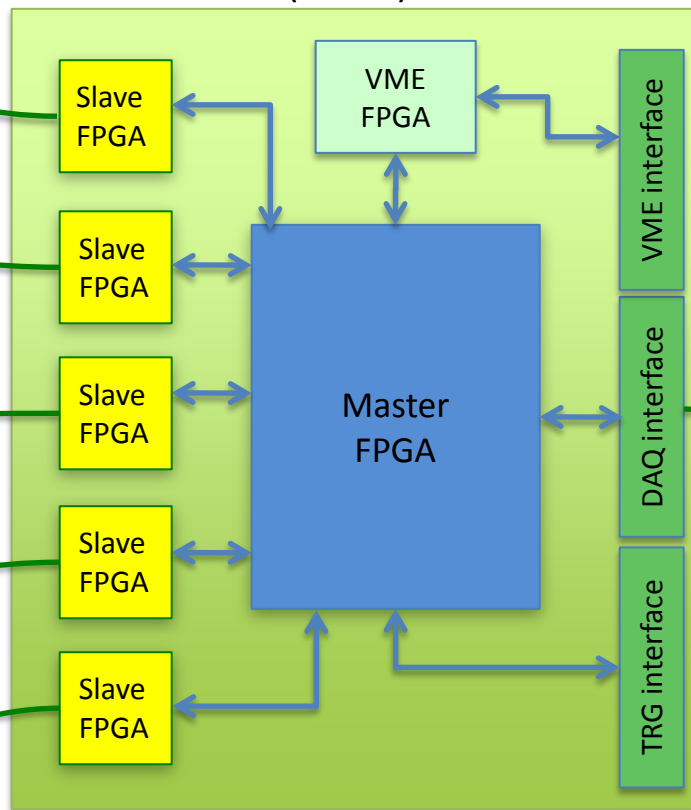 Slave
FPGA
VME
FPGA
VME interface
Slave
FPGA
Slave
FPGA
Master
FPGA
DAQ interface
Slave
FPGA
TRG interface
Slave
FPGA